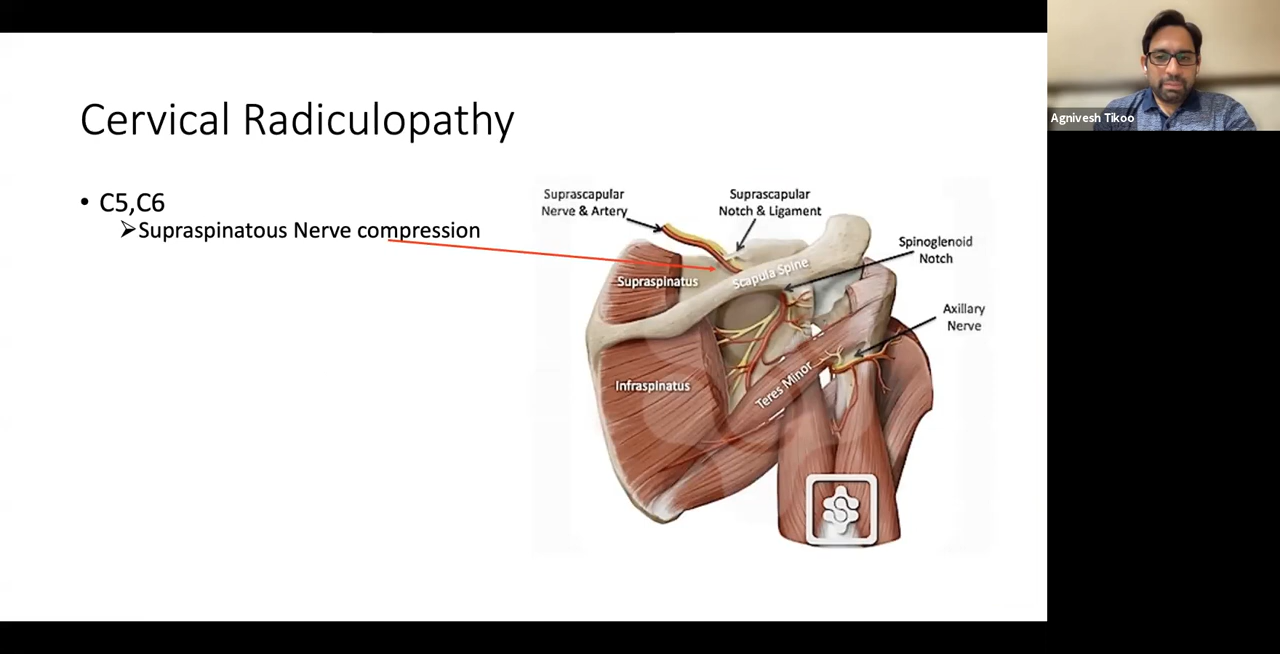 Cervical Radiculopathy
• C5,C6
➢Supraspinatous Nerve compression
Suprascapular
Nerve & Artery
Suprascapular
Notch & Ligament
Spinoglenoid
Notch
Axillary
Nerve
Supraspinatus
Scapula Spine
Infraspinatus
Teres Minor
Agnivesh Tikoo